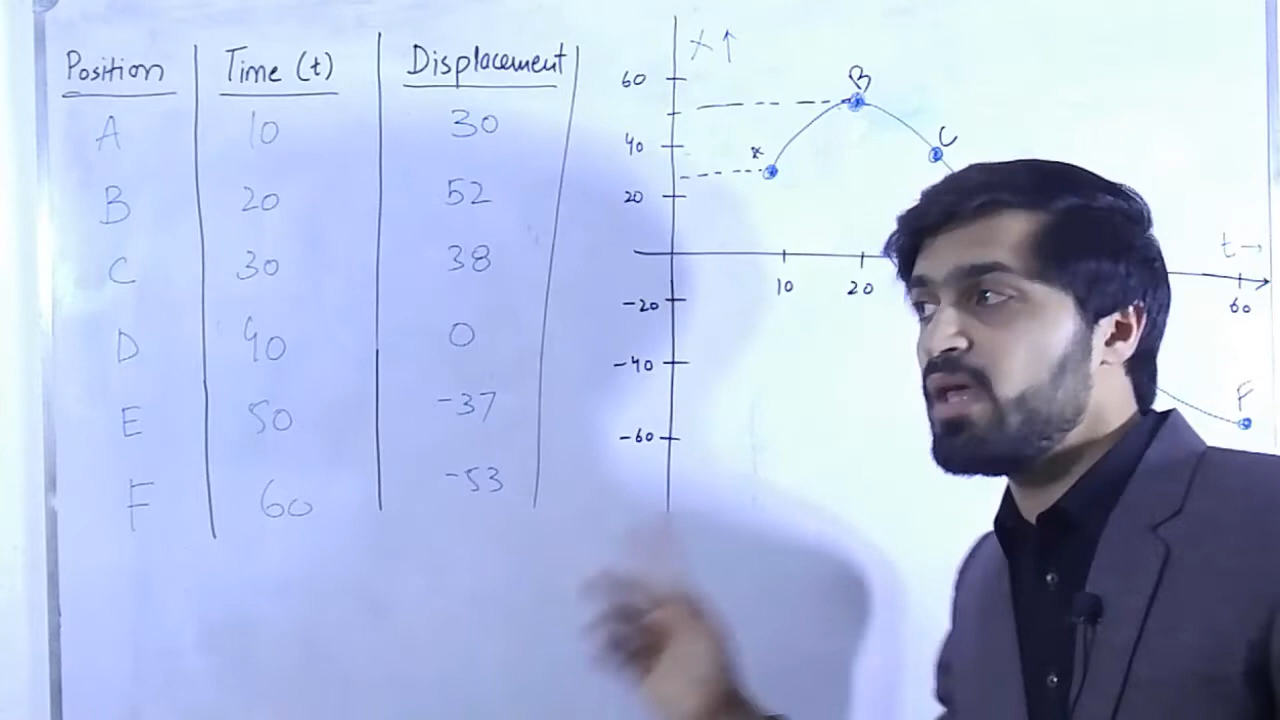 Position Time (t) Displacement
A 10 30
B 20 52
C 30 38
D 40 0
E 50 -37
F 60 -53
x ↑
60
40
20
-20
-40
-60
B
C
F
t →
10 20 60